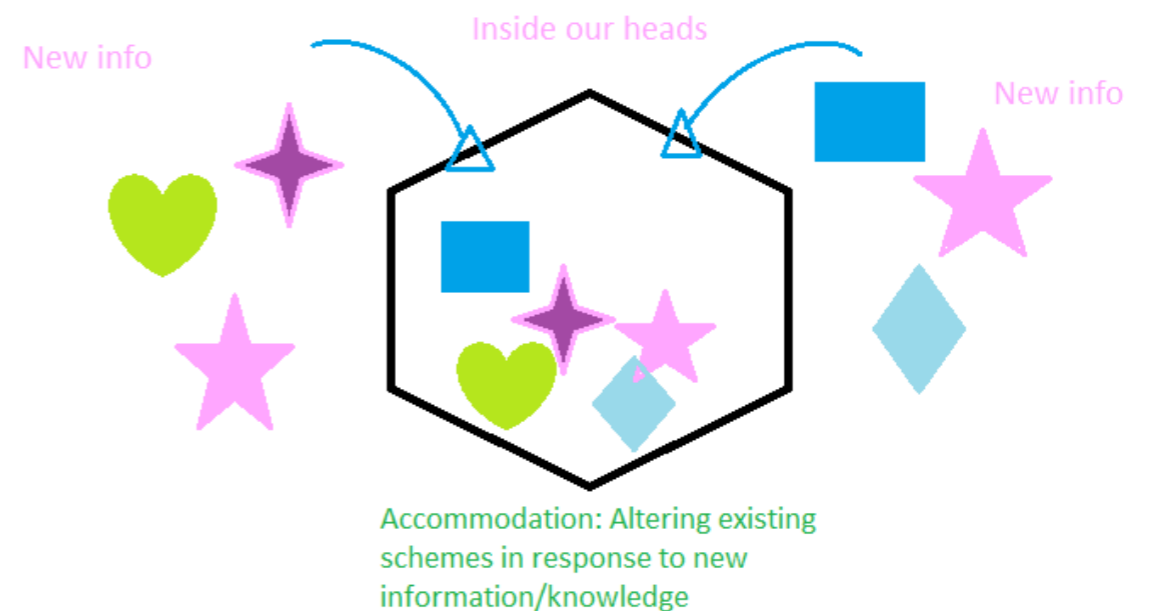 Inside our heads
New info
New info
Accommodation: Altering existing
schemes in response to new
information/knowledge